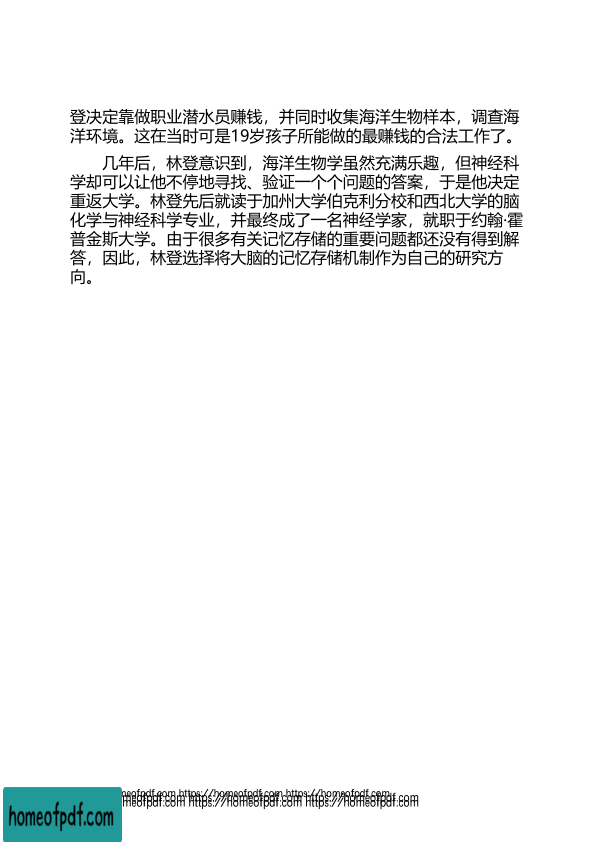 登决定靠做职业潜水员赚钱，并同时收集海洋生物样本，调查海
洋环境。这在当时可是19岁孩子所能做的最赚钱的合法工作了。
几年后，林登意识到，海洋生物学虽然充满乐趣，但神经科
学却可以让他不停地寻找、验证一个个问题的答案，于是他决定
重返大学。林登先后就读于加州大学伯克利分校和西北大学的脑
化学与神经科学专业，并最终成了一名神经学家，就职于约翰·霍
普金斯大学。由于很多有关记忆存储的重要问题都还没有得到解
答，因此，林登选择将大脑的记忆存储机制作为自己的研究方
向。
meofpdf.com https://homeofpdf.com https://homeofpdf.com
meofpdf.com https://homeofpdf.com https://homeofpdf.com
homeofpdf.com